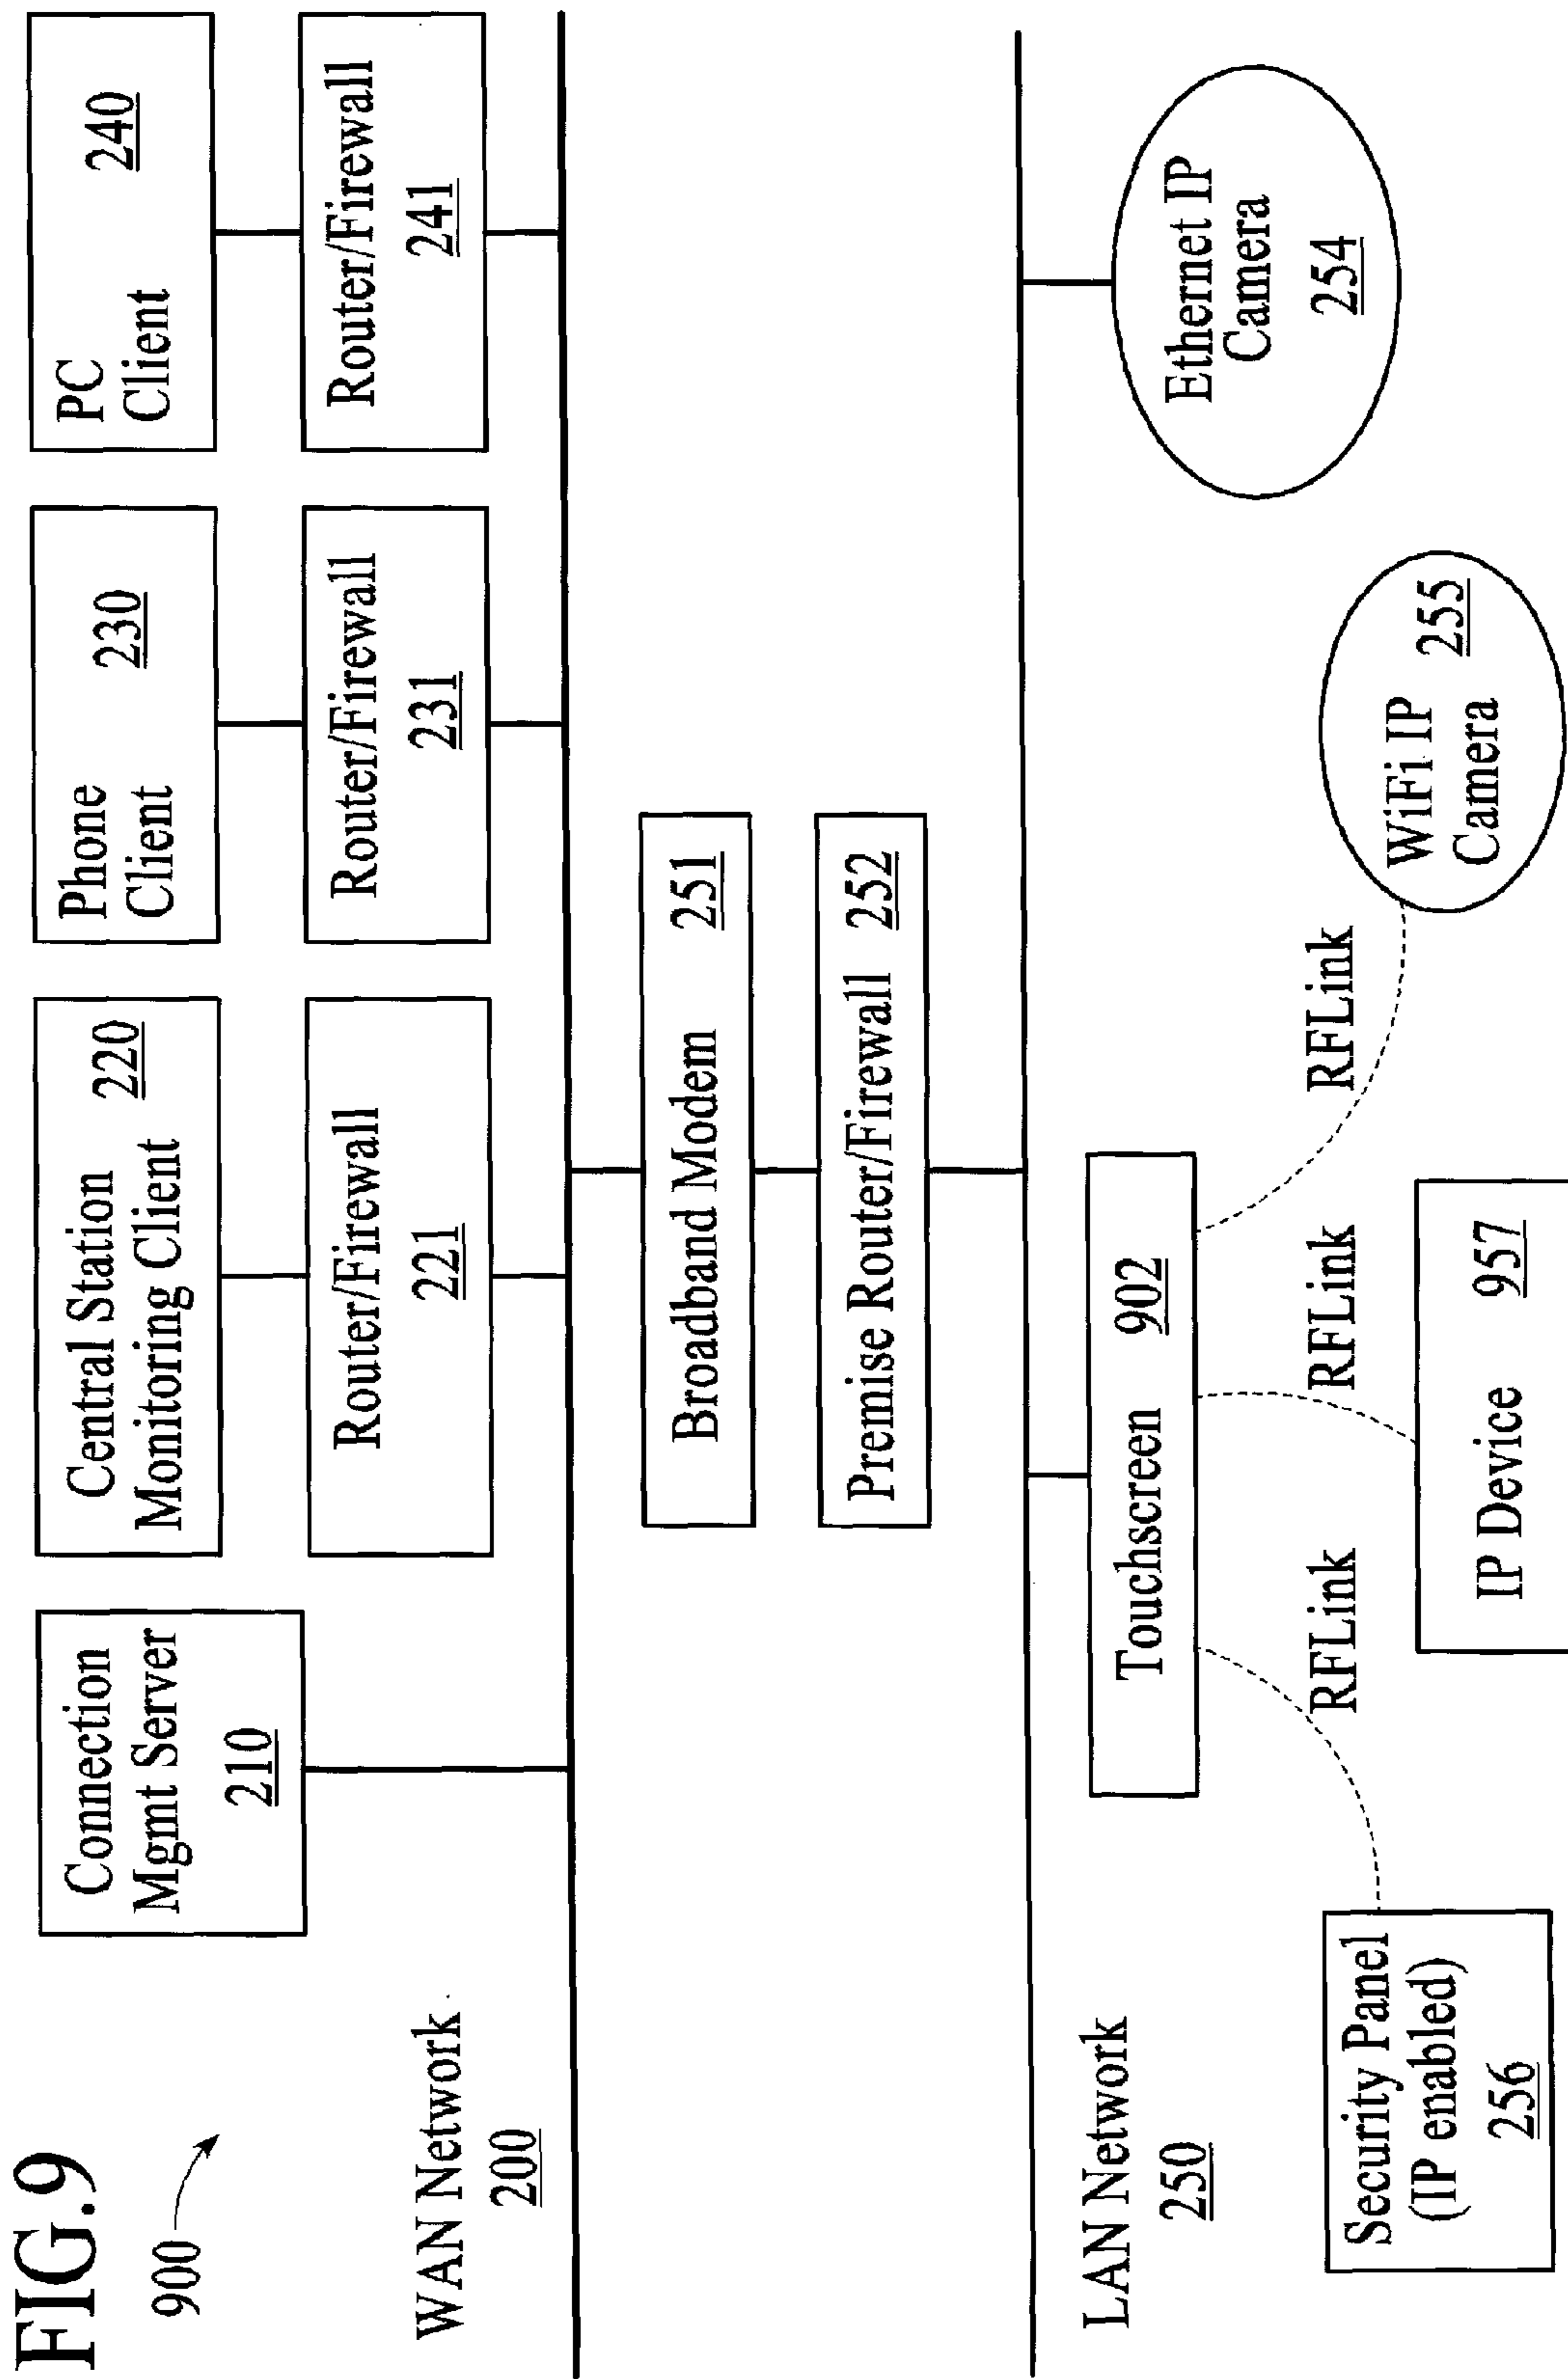 FIG.9
900
WAN Network
200
Connection
Mgmt Server
210
Central Station
Monitoring Client
220
Router/Firewall
221
Phone
Client
230
Router/Firewall
231
PC
Client
240
Router/Firewall
241
Broadband Modem 251
Premise Router/Firewall 252
LAN Network
250
Touchscreen 902
RFLink
RFLink
RFLink
Security Panel
(IP enabled)
256
IP Device 957
WiFi IP
Camera
255
Ethernet IP
Camera
254